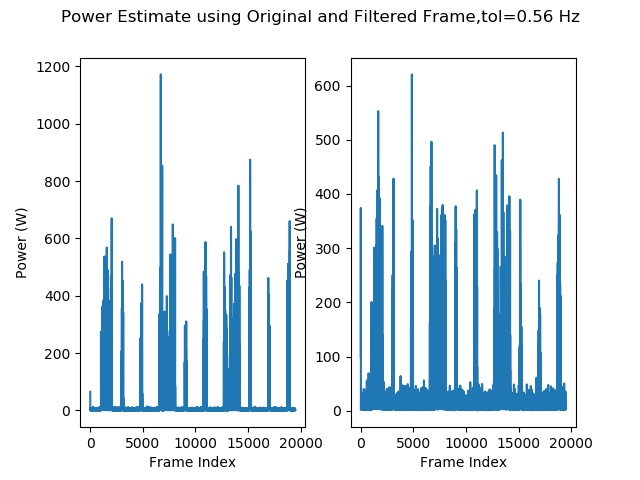 Power Estimate using Original and Filtered Frame,tol=0.56 Hz
1200
1000
800
600
400
200
0
Power (W)
0 5000 10000 15000 20000
Frame Index
600
500
400
300
200
100
0
Power (W)
0 5000 10000 15000 20000
Frame Index